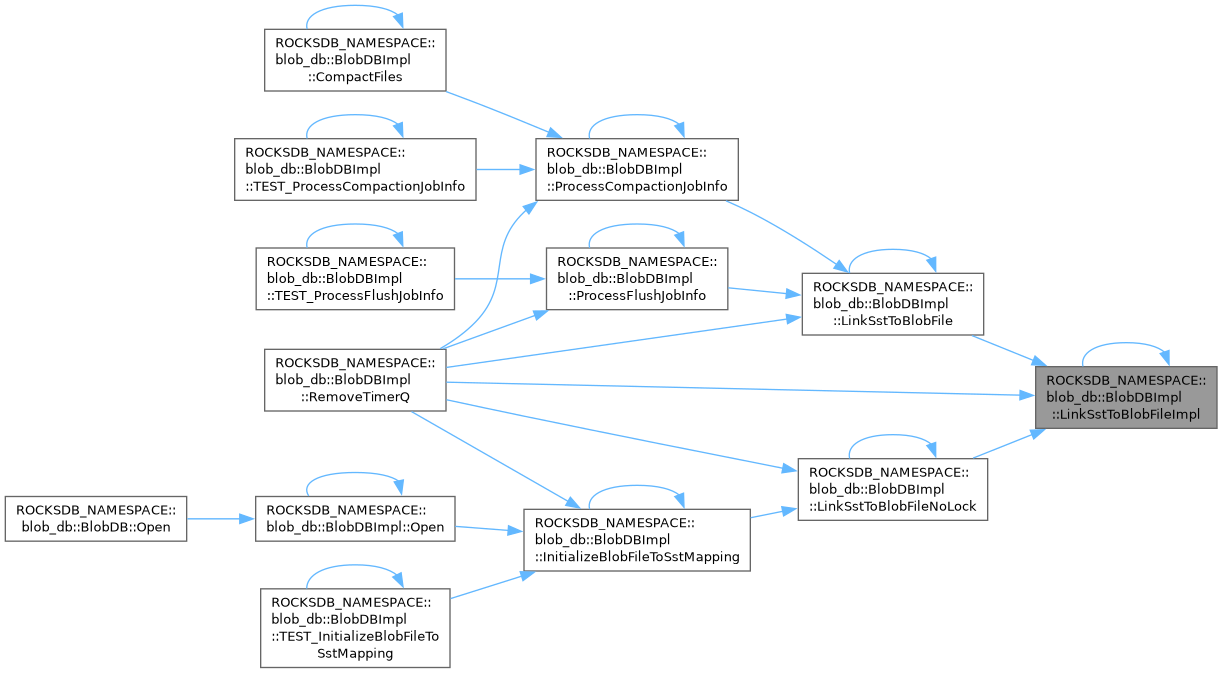 ROCKSDB_NAMESPACE::
blob_db::BlobDBImpl
::CompactFiles
ROCKSDB_NAMESPACE::
blob_db::BlobDBImpl
::TEST_ProcessCompactionJobInfo
ROCKSDB_NAMESPACE::
blob_db::BlobDBImpl
::ProcessCompactionJobInfo
ROCKSDB_NAMESPACE::
blob_db::BlobDBImpl
::TEST_ProcessFlushJobInfo
ROCKSDB_NAMESPACE::
blob_db::BlobDBImpl
::ProcessFlushJobInfo
ROCKSDB_NAMESPACE::
blob_db::BlobDBImpl
::LinkSstToBlobFile
ROCKSDB_NAMESPACE::
blob_db::BlobDBImpl
::RemoveTimerQ
ROCKSDB_NAMESPACE::
blob_db::BlobDBImpl
::LinkSstToBlobFileImpl
ROCKSDB_NAMESPACE::
blob_db::BlobDBImpl
::LinkSstToBlobFileNoLock
ROCKSDB_NAMESPACE::
blob_db::BlobDB::Open
ROCKSDB_NAMESPACE::
blob_db::BlobDBImpl::Open
ROCKSDB_NAMESPACE::
blob_db::BlobDBImpl
::InitializeBlobFileToSstMapping
ROCKSDB_NAMESPACE::
blob_db::BlobDBImpl
::TEST_InitializeBlobFileTo
SstMapping